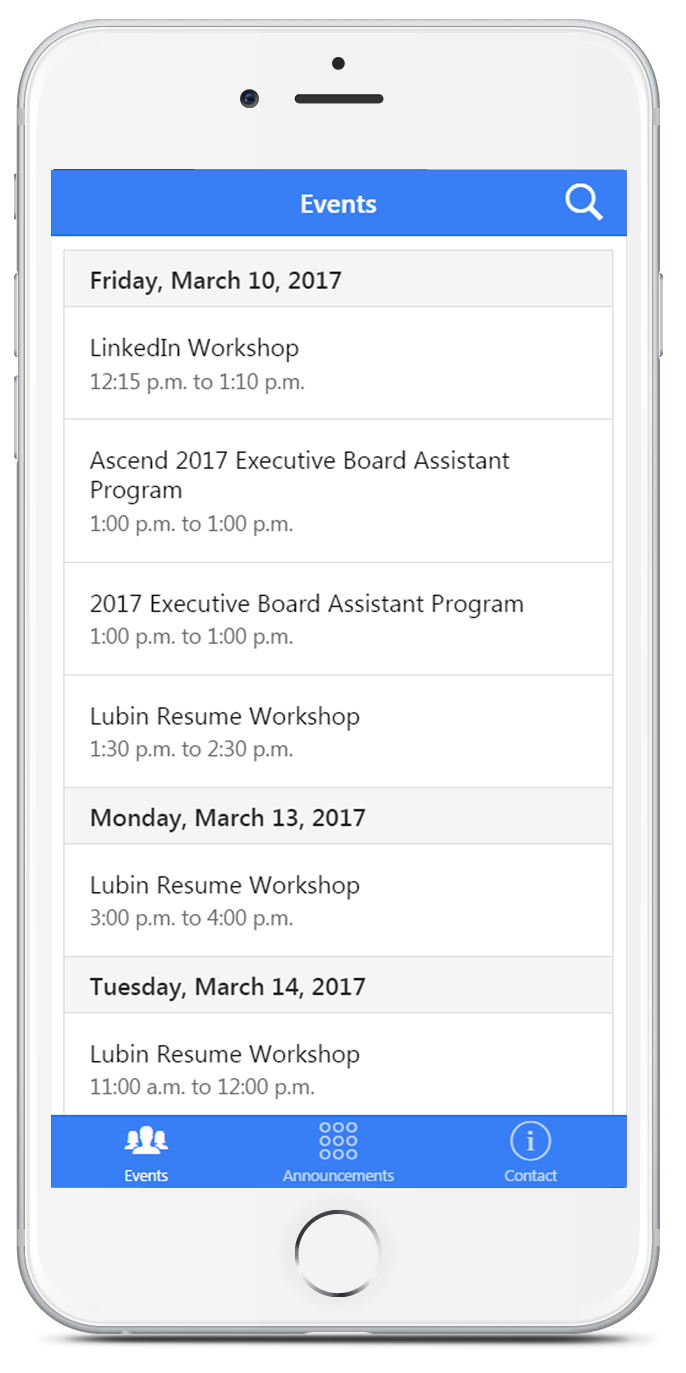 Events
Friday, March 10, 2017
LinkedIn Workshop
12:15 p.m. to 1:10 p.m.
Ascend 2017 Executive Board Assistant
Program
1:00 p.m. to 1:00 p.m.
2017 Executive Board Assistant Program
1:00 p.m. to 1:00 p.m.
Lubin Resume Workshop
1:30 p.m. to 2:30 p.m.
Monday, March 13, 2017
Lubin Resume Workshop
3:00 p.m. to 4:00 p.m.
Tuesday, March 14, 2017
Lubin Resume Workshop
11:00 a.m. to 12:00 p.m.
Events Announcements Contact